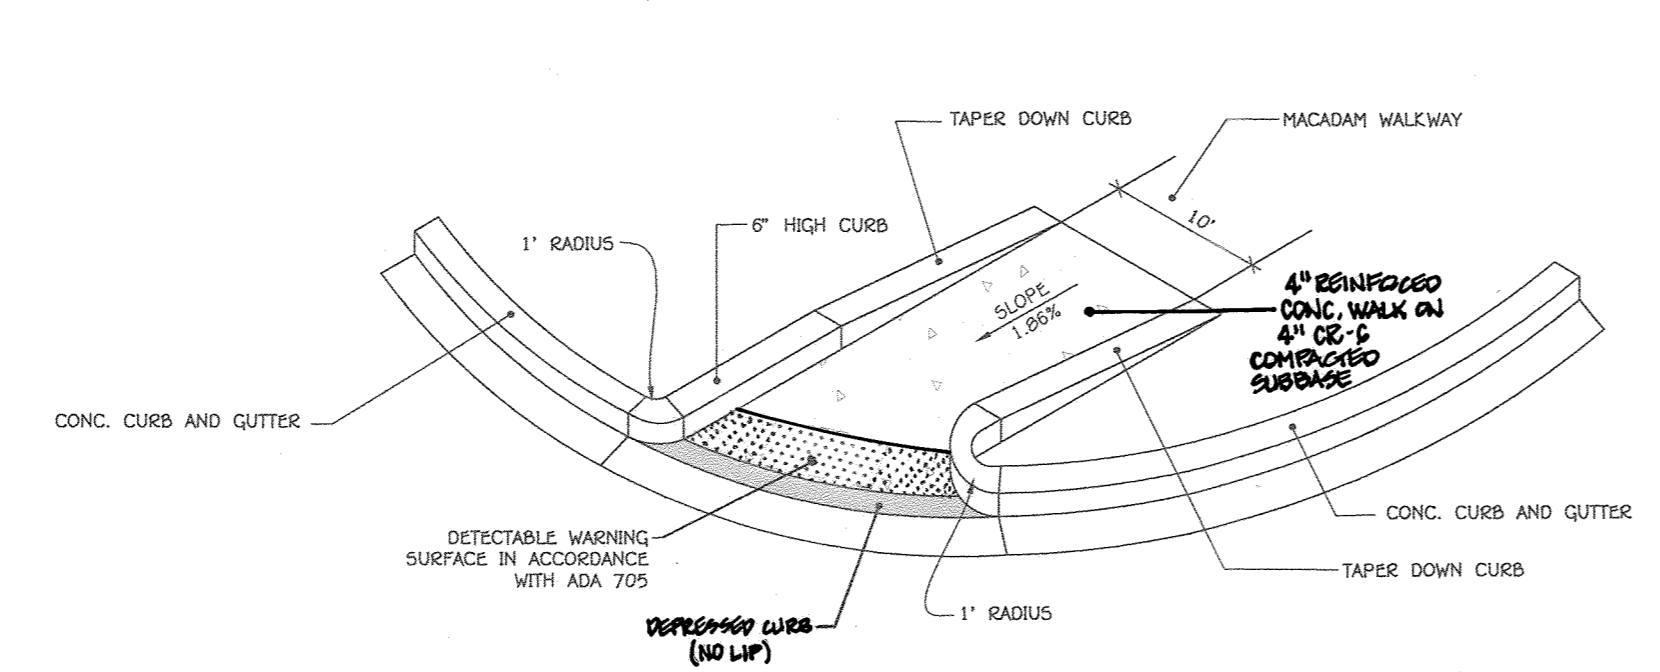 TAPER DOWN CURB
MACADAM WALKWAY
10'
6" HIGH CURB
1' RADIUS
SLOPE
1.86%
4" REINFORCED
CONC. WALK ON
4" CR-6
COMPACTED
SUBBASE
CONC. CURB AND GUTTER
CONC. CURB AND GUTTER
DETECTABLE WARNING
SURFACE IN ACCORDANCE
WITH ADA 705
TAPER DOWN CURB
1' RADIUS
DEPRESSED CURB
(NO LIP)